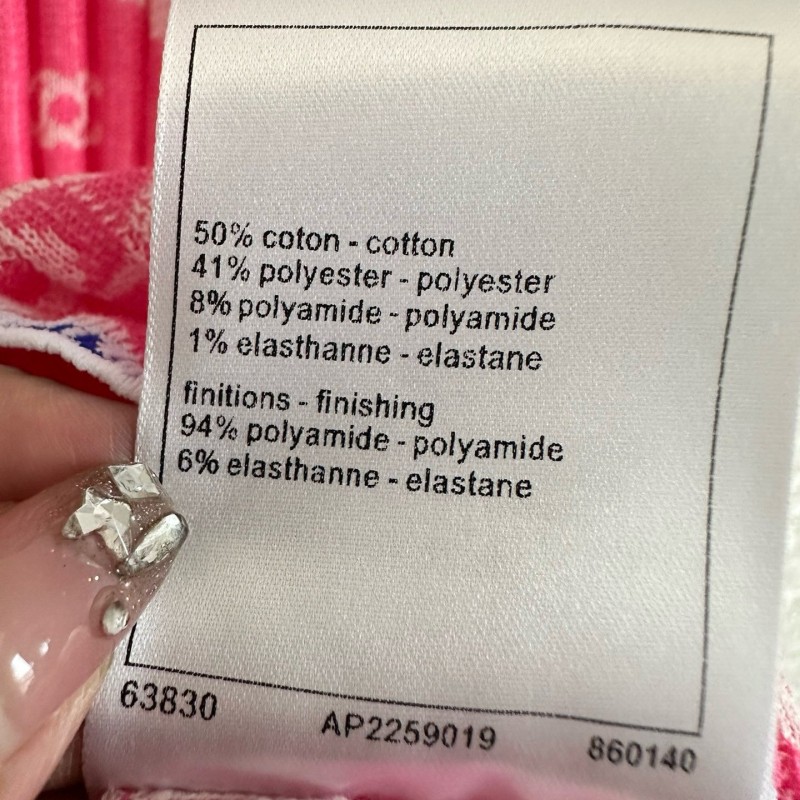 50% coton - cotton
41% polyester - polyester
8% polyamide - polyamide
1% elasthanne - elastane
finitions - finishing
94% polyamide - polyamide
6% elasthanne - elastane
63830 AP2259019 860140